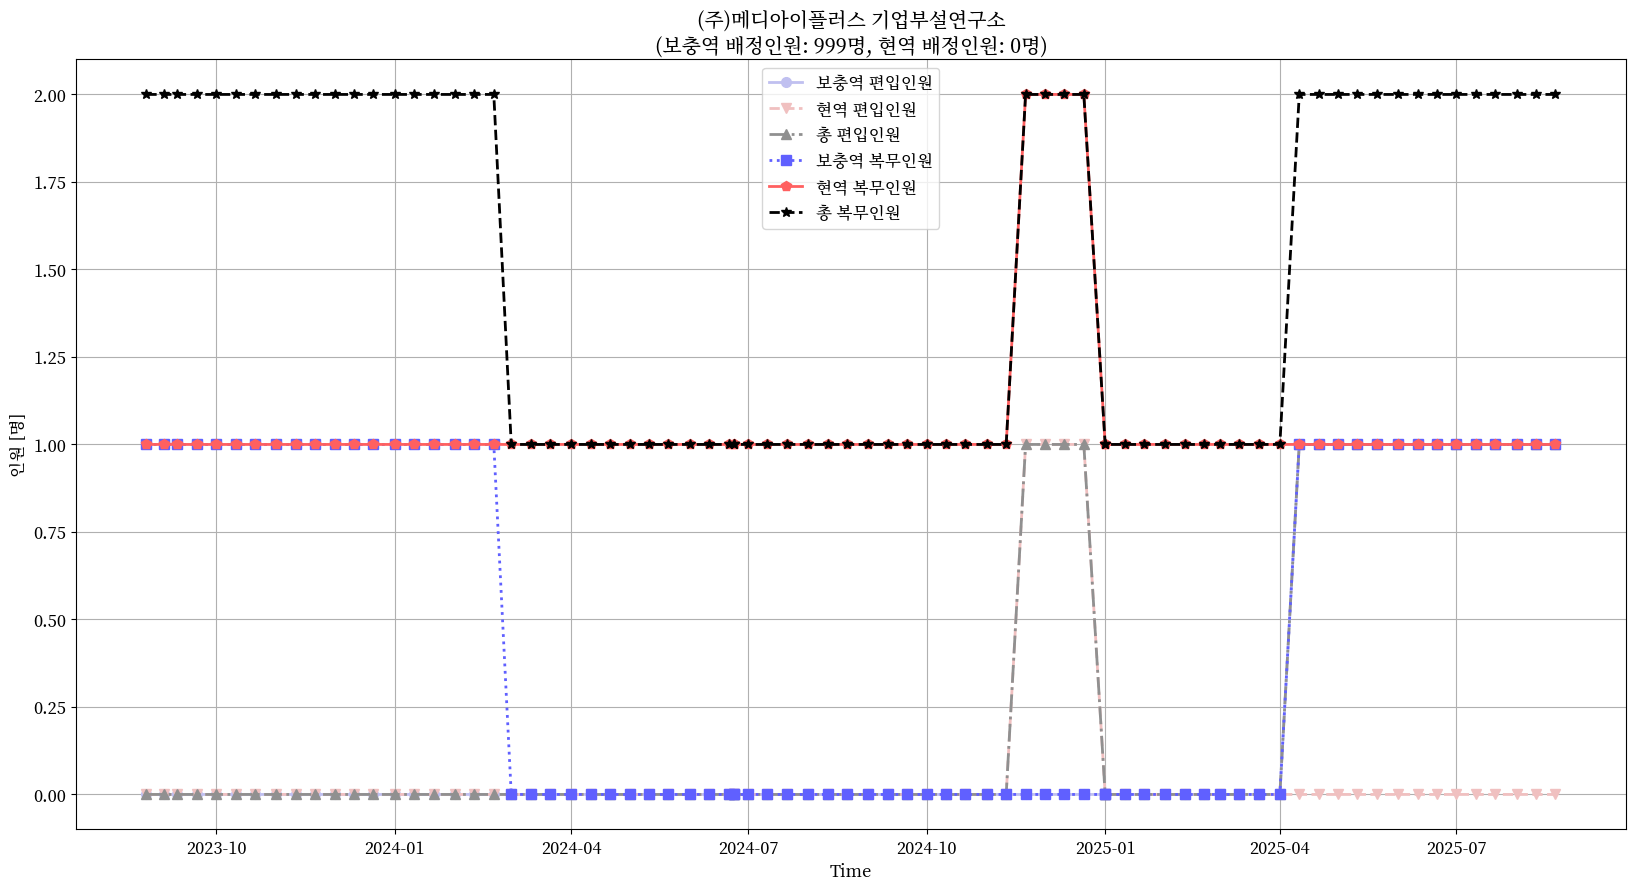 (주)메디아이플러스 기업부설연구소
(보충역 배정인원: 999명, 현역 배정인원: 0명)
보충역 편입인원
현역 편입인원
총 편입인원
보충역 복무인원
현역 복무인원
총 복무인원
인원 [명]
2.00
1.75
1.50
1.25
1.00
0.75
0.50
0.25
0.00
2023-10
2024-01
2024-04
2024-07
2024-10
2025-01
2025-04
2025-07
Time